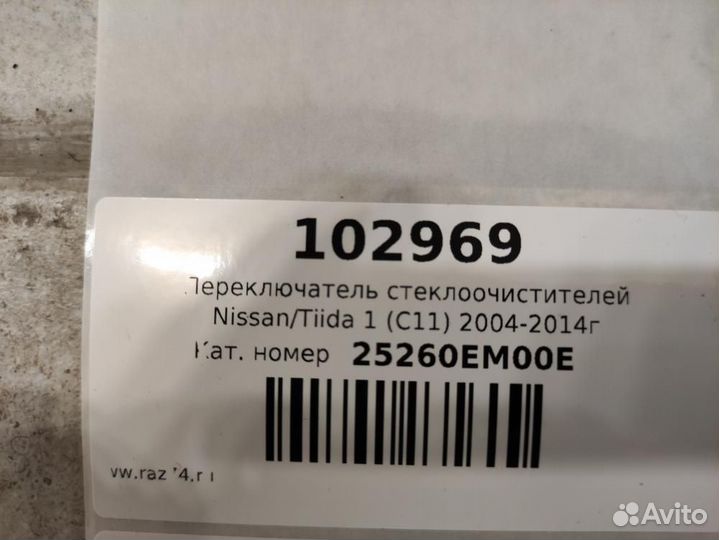 102969
Переключатель стеклоочистителей
Nissan/Tiida 1 (C11) 2004-2014г
Кат. номер 25260EM00E
Avito